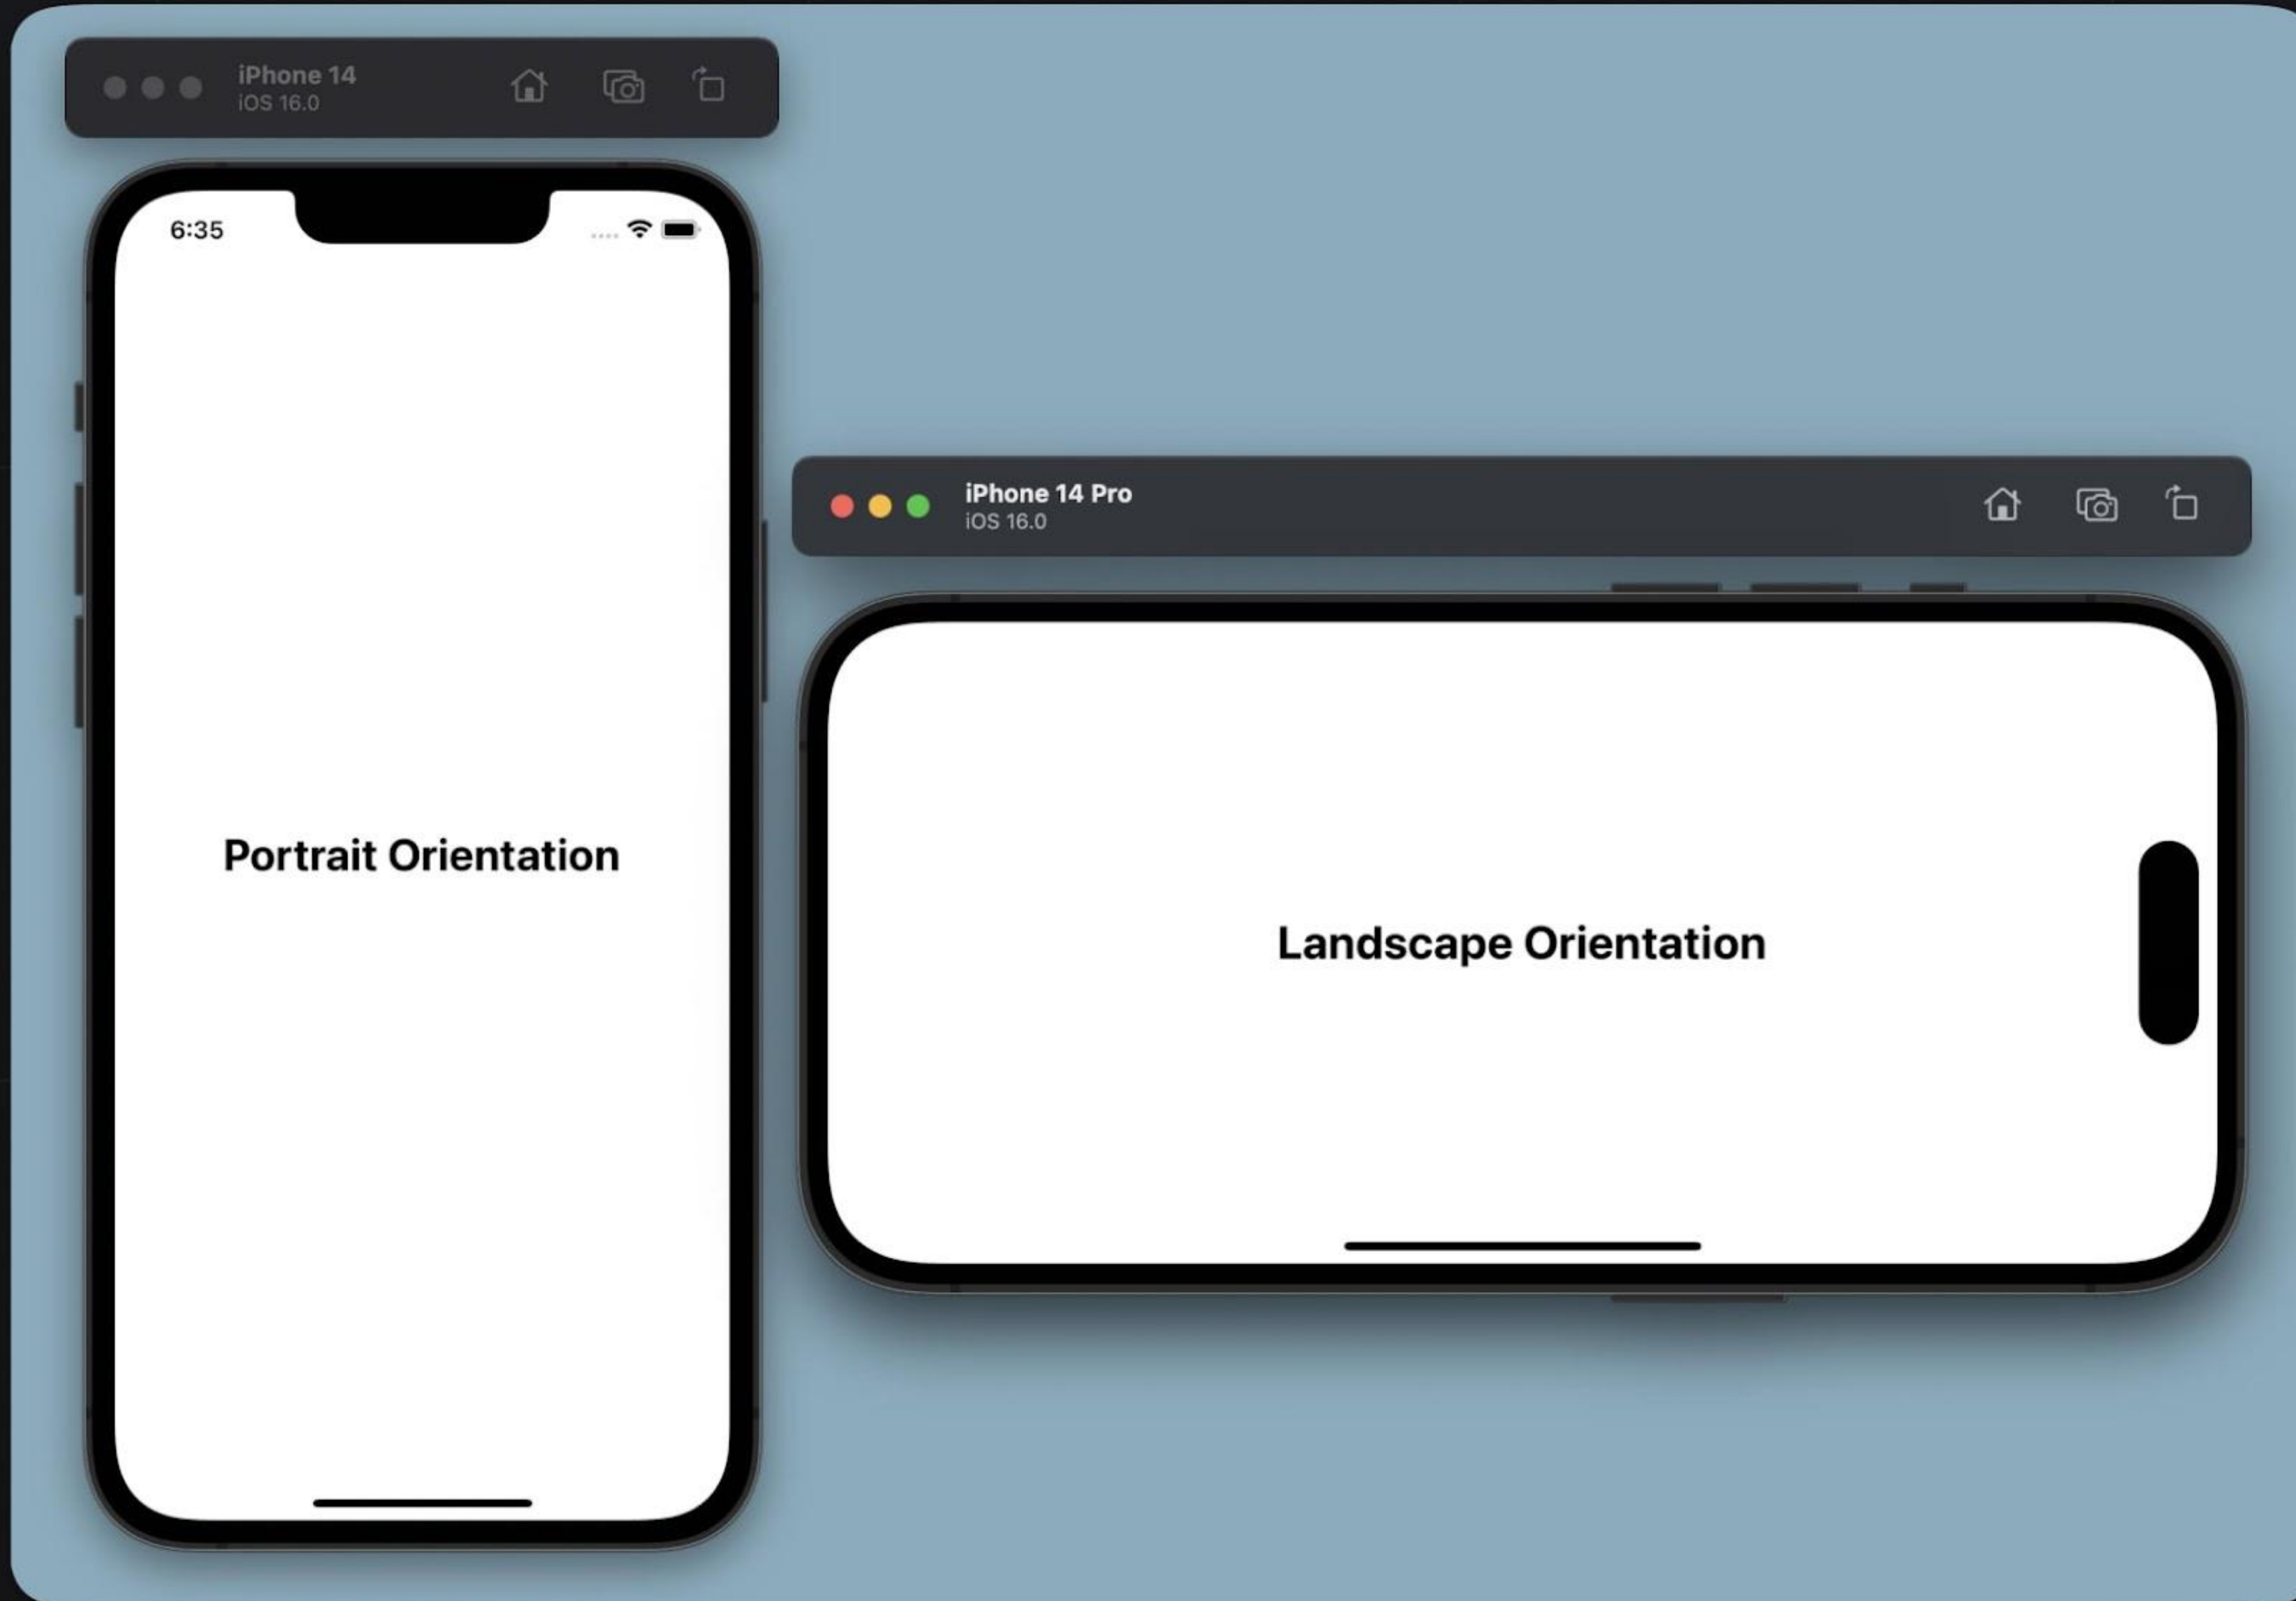 iPhone 14
iOS 16.0
6:35
Portrait Orientation
iPhone 14 Pro
iOS 16.0
Landscape Orientation